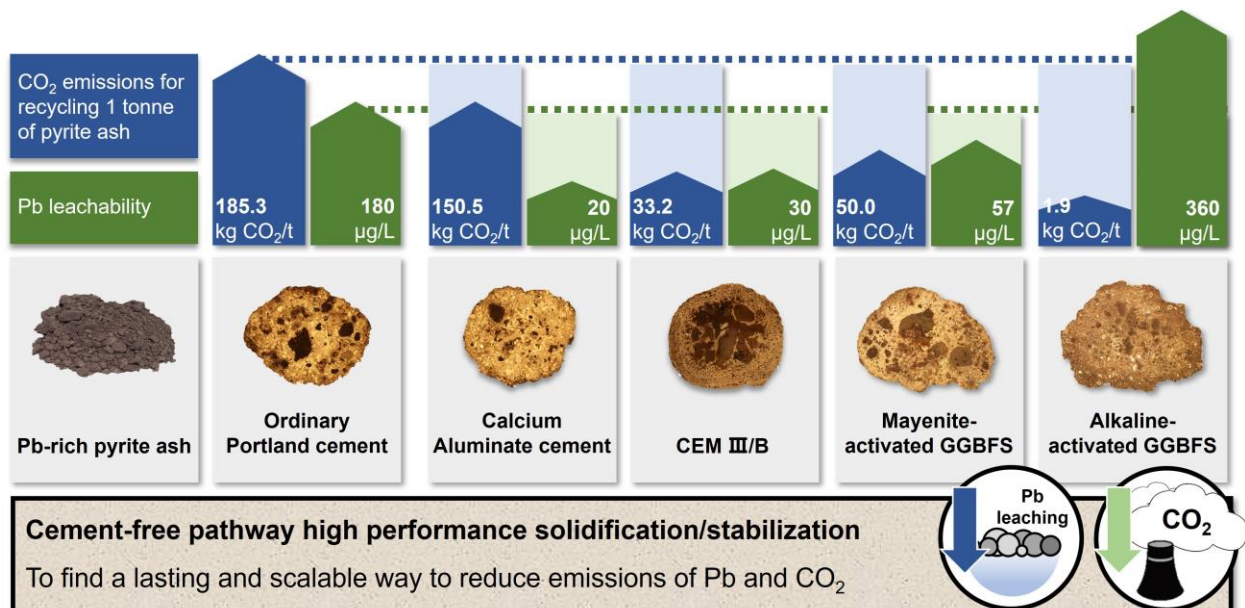 CO₂ emissions for
recycling 1 tonne
of pyrite ash
185.3
kg CO₂/t
180
µg/L
150.5
kg CO₂/t
20
µg/L
33.2
kg CO₂/t
30
µg/L
50.0
kg CO₂/t
57
µg/L
1.9
kg CO₂/t
360
µg/L
Pb leachability
Pb-rich pyrite ash
Ordinary
Portland cement
Calcium
Aluminate cement
CEM III/B
Mayenite-
activated GGBFS
Alkaline-
activated GGBFS
Cement-free pathway high performance solidification/stabilization
To find a lasting and scalable way to reduce emissions of Pb and CO₂
Pb
leaching
CO₂